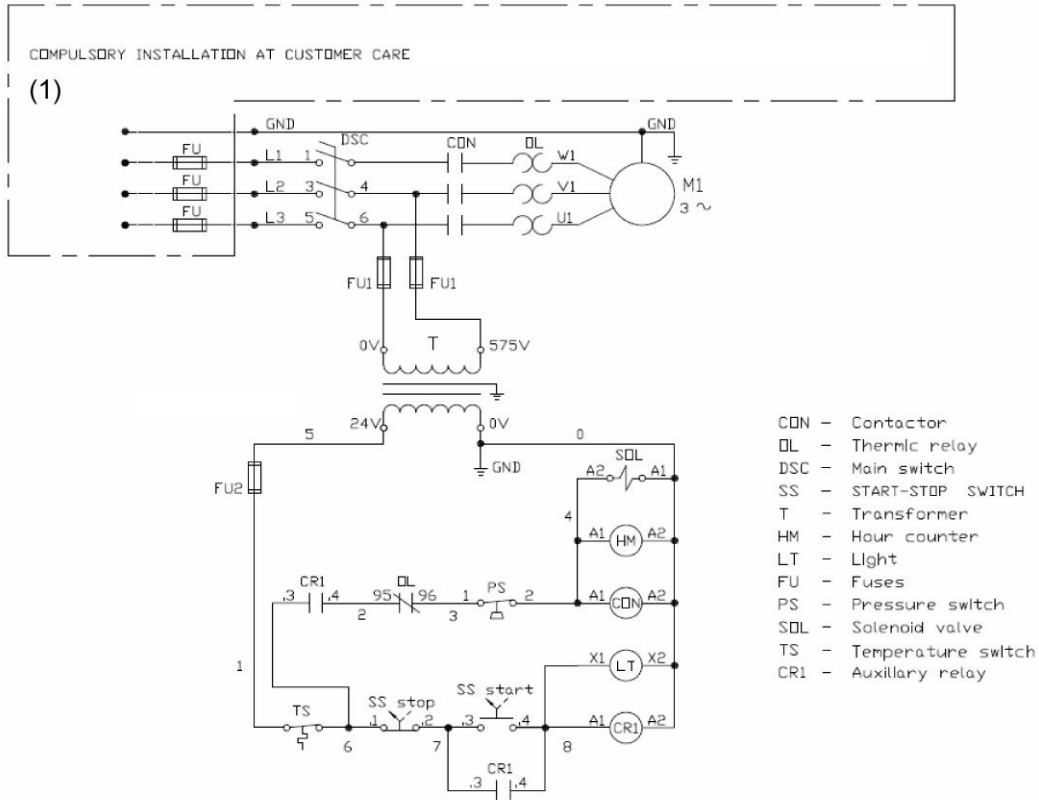 COMPULSORY INSTALLATION AT CUSTOMER CARE
(1)
GND
GND
DSC
CON
OL
FU
L1
1
W1
FU
L2
3
4
V1
M1
3 ~
FU
L3
5
6
U1
FU1
FU1
0V
T
575V
24V
0V
5
0
GND
SOL
FU2
A2
A1
4
A1
HM
A2
CR1
OL
PS
.3
.4
95
96
1
2
A1
CON
A2
2
3
X1
LT
X2
1
SS stop
SS start
TS
.1
.2
.3
.4
A1
CR1
A2
6
7
8
CR1
.3
.4
CON - Contactor
OL - Thermic relay
DSC - Main switch
SS - START-STOP SWITCH
T - Transformer
HM - Hour counter
LT - Light
FU - Fuses
PS - Pressure switch
SOL - Solenoid valve
TS - Temperature switch
CR1 - Auxillary relay